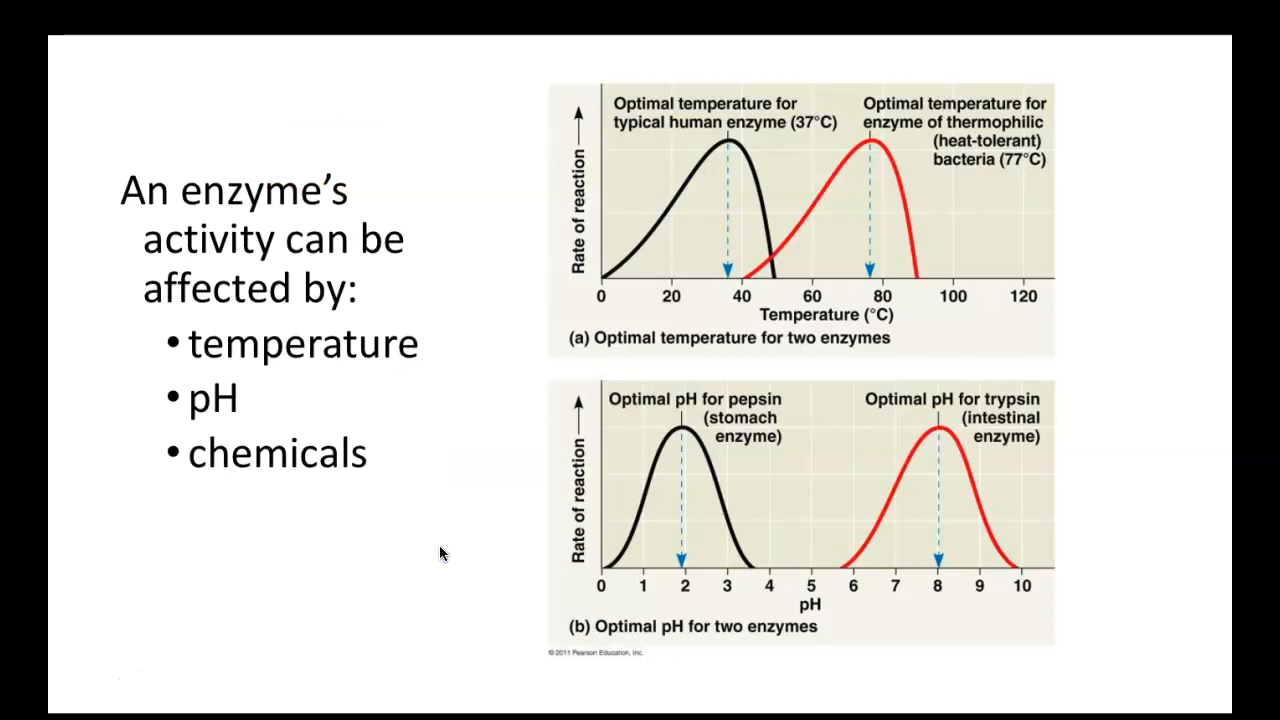 An enzyme's
activity can be
affected by:
• temperature
• pH
• chemicals
Optimal temperature for
typical human enzyme (37°C)
Optimal temperature for
enzyme of thermophilic
(heat-tolerant)
bacteria (77°C)
Rate of reaction
0 20 40 60 80 100 120
Temperature (°C)
(a) Optimal temperature for two enzymes
Optimal pH for pepsin
(stomach
enzyme)
Optimal pH for trypsin
(intestinal
enzyme)
Rate of reaction
0 1 2 3 4 5 6 7 8 9 10
pH
(b) Optimal pH for two enzymes
© 2011 Pearson Education, Inc.